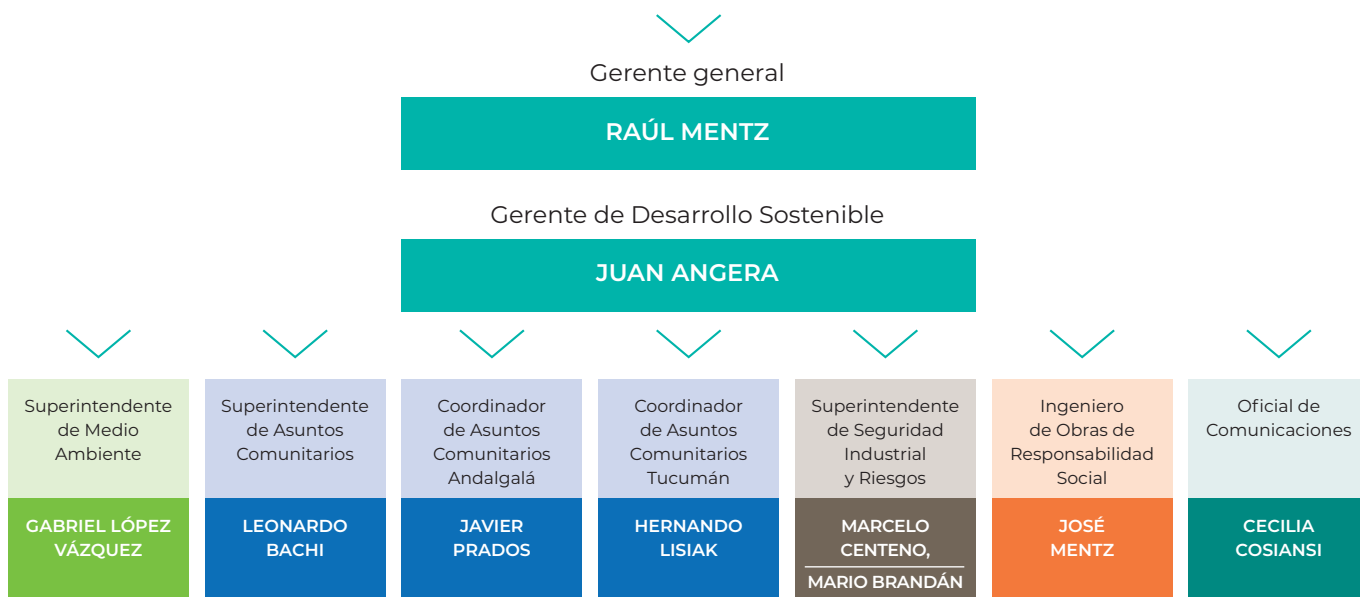 Gerente general
RAÚL MENTZ
Gerente de Desarrollo Sostenible
JUAN ANGERA
Superintendente
de Medio
Ambiente
GABRIEL LÓPEZ
VÁZQUEZ
Superintendente
de Asuntos
Comunitarios
LEONARDO
BACHI
Coordinador
de Asuntos
Comunitarios
Andalgalá
JAVIER
PRADOS
Coordinador
de Asuntos
Comunitarios
Tucumán
HERNANDO
LISIAK
Superintendente
de Seguridad
Industrial
y Riesgos
MARCELO
CENTENO,
MARIO BRANDÁN
Ingeniero
de Obras de
Responsabilidad
Social
JOSÉ
MENTZ
Oficial de
Comunicaciones
CECILIA
COSIANSI